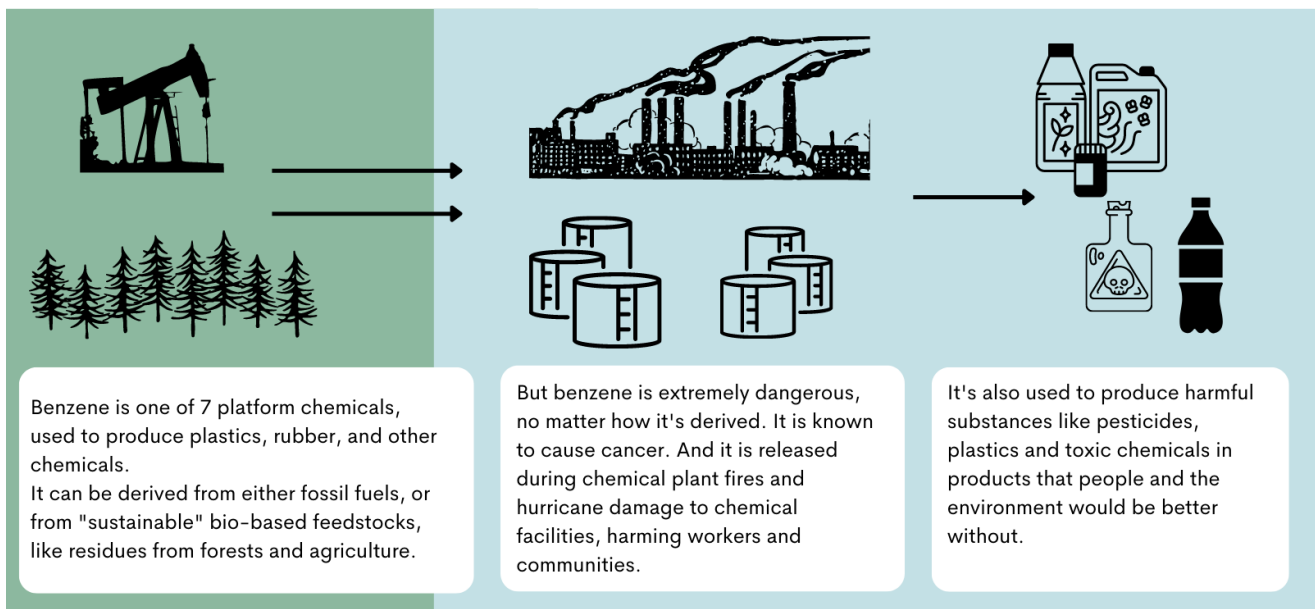 Benzene is one of 7 platform chemicals,
used to produce plastics, rubber, and other
chemicals.
It can be derived from either fossil fuels, or
from "sustainable" bio-based feedstocks,
like residues from forests and agriculture.
But benzene is extremely dangerous,
no matter how it's derived. It is known
to cause cancer. And it is released
during chemical plant fires and
hurricane damage to chemical
facilities, harming workers and
communities.
It's also used to produce harmful
substances like pesticides,
plastics and toxic chemicals in
products that people and the
environment would be better
without.